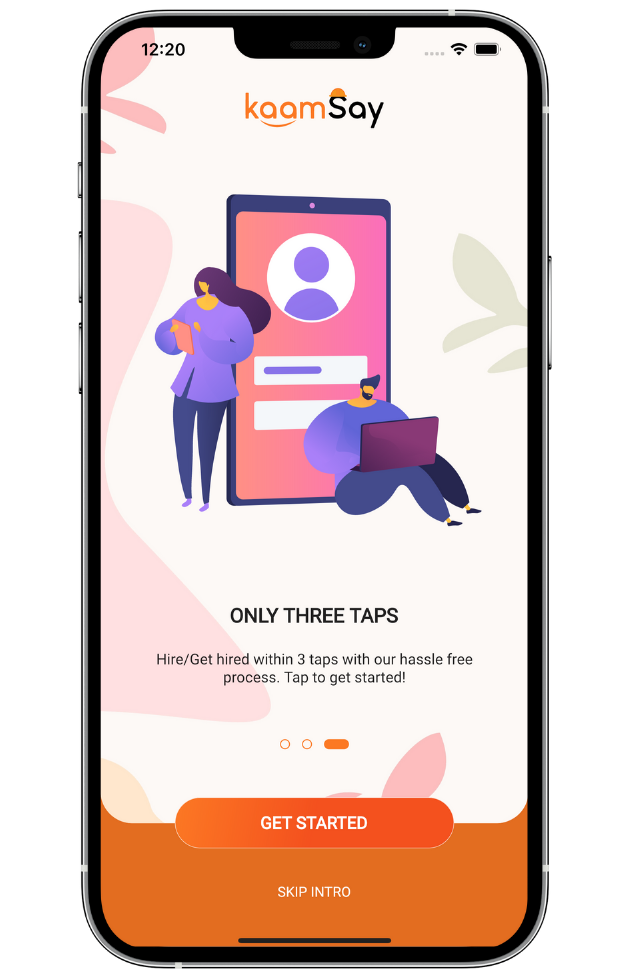 12:20
kaamSay
ONLY THREE TAPS
Hire/Get hired within 3 taps with our hassle free
process. Tap to get started!
GET STARTED
SKIP INTRO